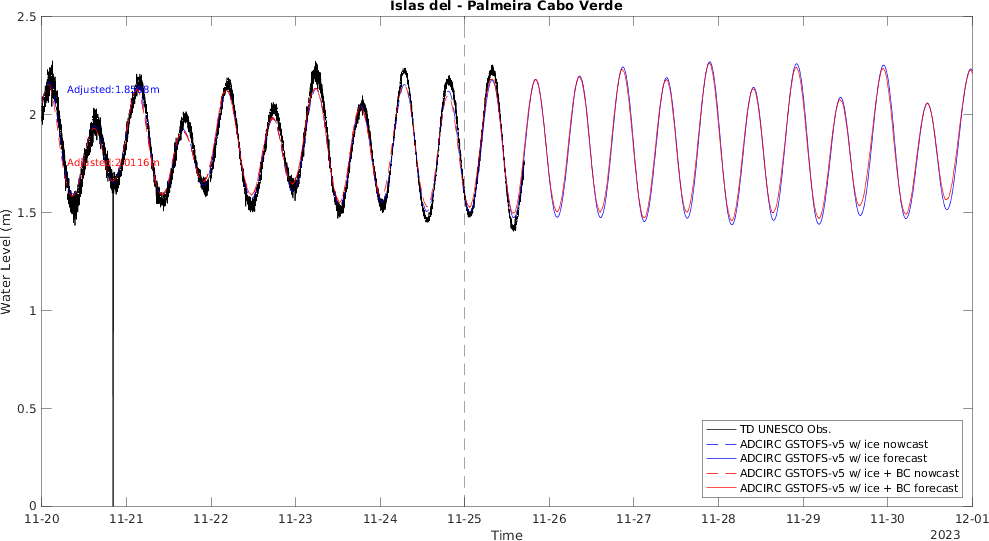 Islas del - Palmeira Cabo Verde
2.5
2
1.5
1
0.5
0
Water Level (m)
Adjusted:2.0116m
11-20
11-21
11-22
11-23
11-24
11-25
11-26
11-27
11-28
11-29
11-30
12-01
Time
2023
TD UNESCO Obs.
ADCIRC GSTOFS-v5 w/ ice nowcast
ADCIRC GSTOFS-v5 w/ ice forecast
ADCIRC GSTOFS-v5 w/ ice + BC nowcast
ADCIRC GSTOFS-v5 w/ ice + BC forecast